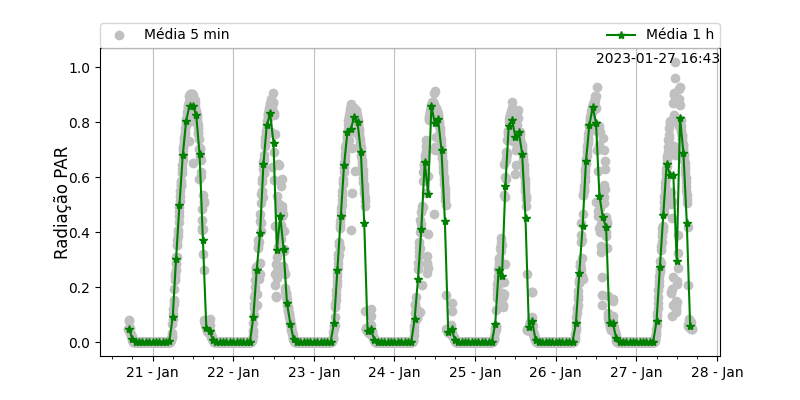 Média 5 min
Média 1 h
2023-01-27 16:43
Radiação PAR
1.0
0.8
0.6
0.4
0.2
0.0
21 - Jan
22 - Jan
23 - Jan
24 - Jan
25 - Jan
26 - Jan
27 - Jan
28 - Jan